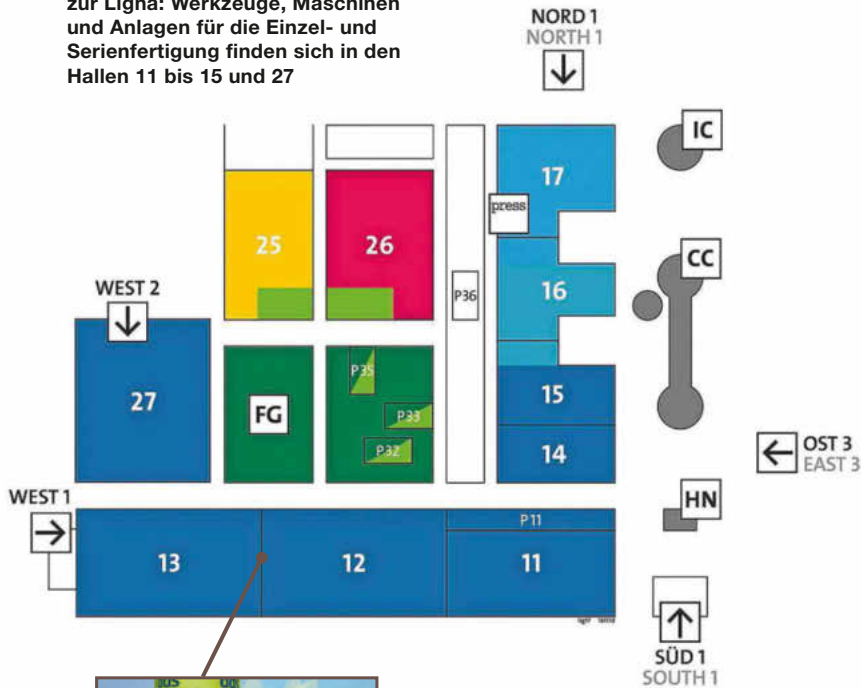 zur Ligna: Werkzeuge, Maschinen
und Anlagen für die Einzel- und
Serienfertigung finden sich in den
Hallen 11 bis 15 und 27
NORD 1
NORTH 1
IC
17
press
25
26
CC
P36
16
WEST 2
P35
27
FG
15
P33
P32
14
OST 3
EAST 3
WEST 1
HN
P11
13
12
11
SÜD 1
SOUTH 1